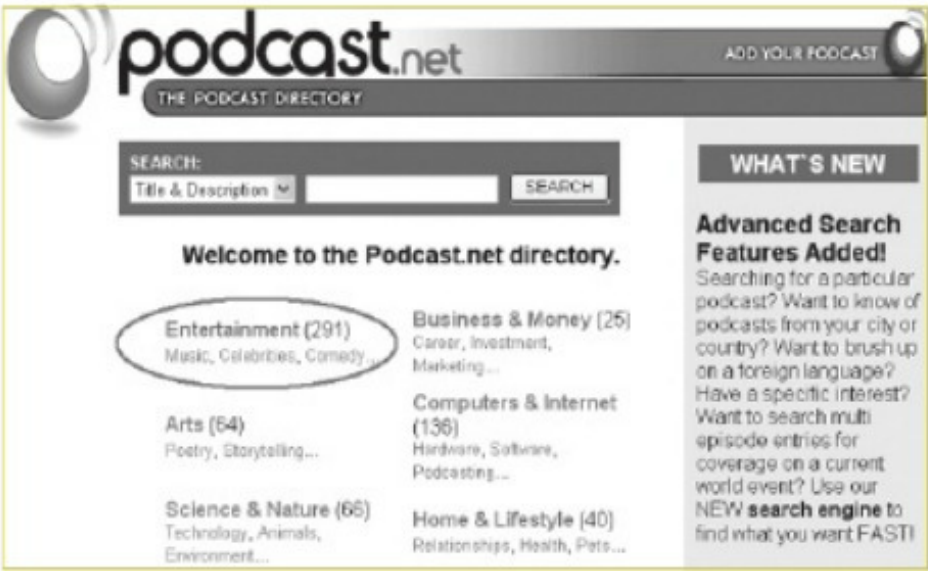 podcast.net
ADD YOUR PODCAST
THE PODCAST DIRECTORY
SEARCH:
Title & Description
SEARCH
Welcome to the Podcast.net directory.
Entertainment (291)
Music, Celebrities, Comedy...
Arts (64)
Poetry, Storytelling...
Science & Nature (66)
Technology, Animals,
Environment...
Business & Money (25)
Career, Investment,
Marketing...
Computers & Internet
(136)
Hardware, Software,
Podcasting...
Home & Lifestyle (40)
Relationships, Health, Pets...
WHAT`S NEW
Advanced Search
Features Added!
Searching for a particular
podcast? Want to know of
podcasts from your city or
country? Want to brush up
on a foreign language?
Have a specific interest?
Want to search multi
episode entries for
coverage on a current
world event? Use our
NEW search engine to
find what you want FAST!